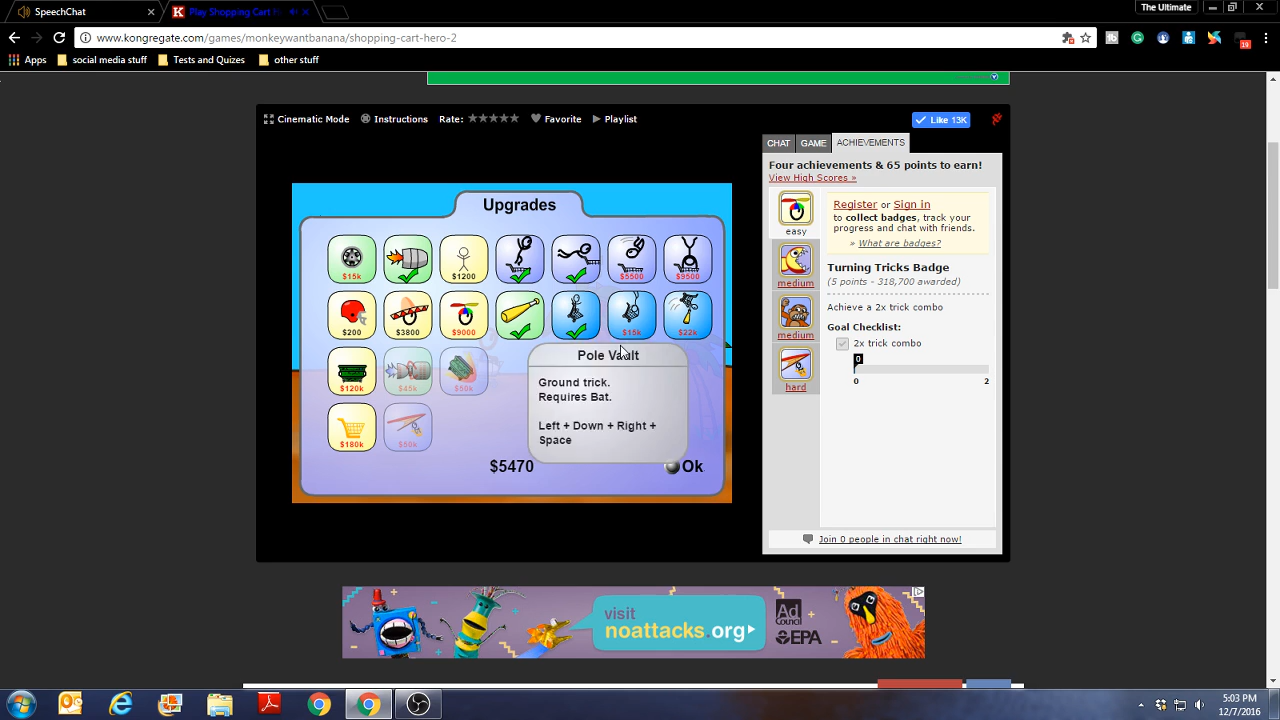 SpeechChat
Play Shopping Cart H
The Ultimate
www.kongregate.com/games/monkeywantbanana/shopping-cart-hero-2
19
Apps
social media stuff
Tests and Quizes
other stuff
Cinematic Mode
Instructions
Rate:
Favorite
Playlist
Like 13K
CHAT
GAME
ACHIEVEMENTS
Four achievements & 65 points to earn!
View High Scores »
easy
medium
medium
hard
Register or Sign in
to collect badges, track your
progress and chat with friends.
» What are badges?
Turning Tricks Badge
(5 points - 318,700 awarded)
Achieve a 2x trick combo
Goal Checklist:
2x trick combo
0
0 2
Join 0 people in chat right now!
Upgrades
$15k
$1200
$5500
$9500
$200
$3800
$9000
$15k
$22k
$120k
$45k
$50k
$180k
$50k
Pole Vault
Ground trick.
Requires Bat.
Left + Down + Right +
Space
$5470
Ok
visit
noattacks.org
Ad
Council
EPA
5:03 PM
12/7/2016